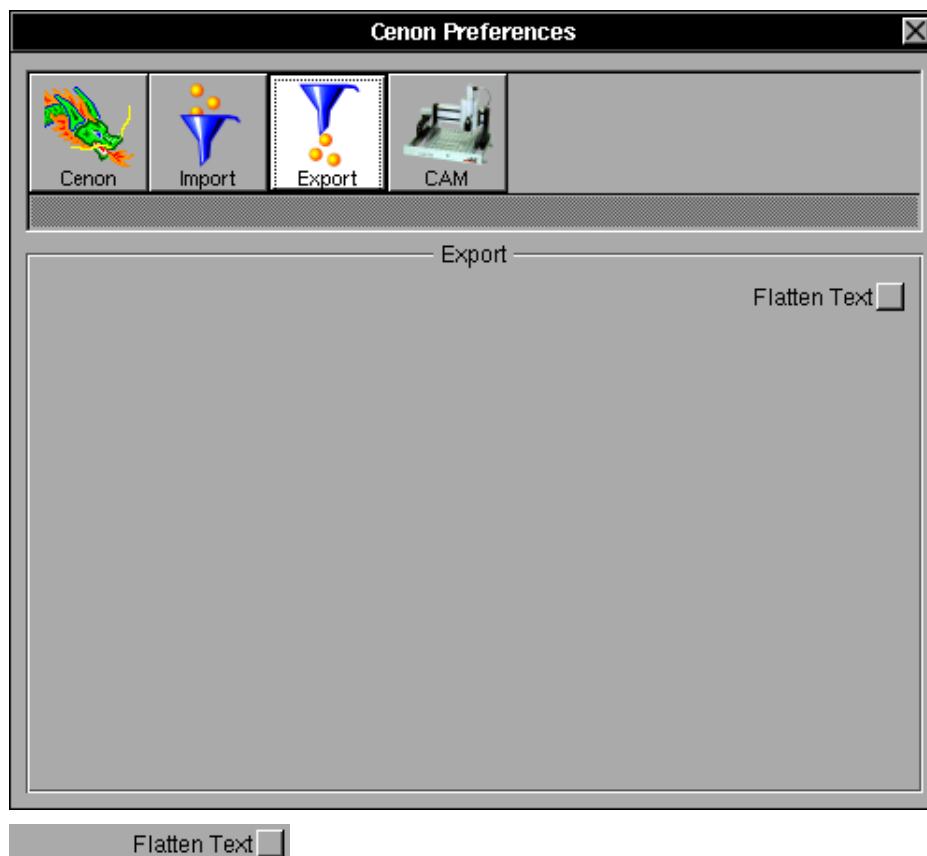 Cenon Preferences
Cenon Import Export CAM
Export
Flatten Text
Flatten Text